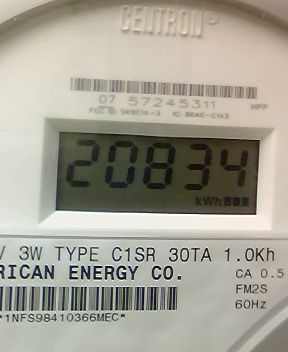 CENTRON®
07 57245311
HPP
20834
kWh
V 3W TYPE C1SR 30TA 1.0Kh
RICAN ENERGY CO.
CA 0.5
FM2S
60Hz
*1NFS98410366MEC*